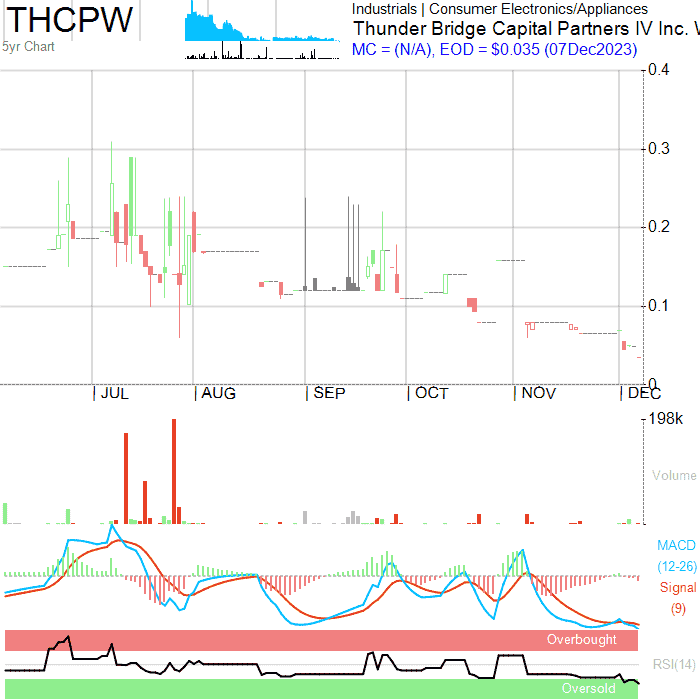 THCPW
5yr Chart
Industrials | Consumer Electronics/Appliances
Thunder Bridge Capital Partners IV Inc. W
MC = (N/A), EOD = $0.035 (07Dec2023)
0.4
0.3
0.2
0.1
0
JUL
AUG
SEP
OCT
NOV
DEC
198k
Volume
MACD
(12-26)
Signal
(9)
Overbought
RSI(14)
Oversold